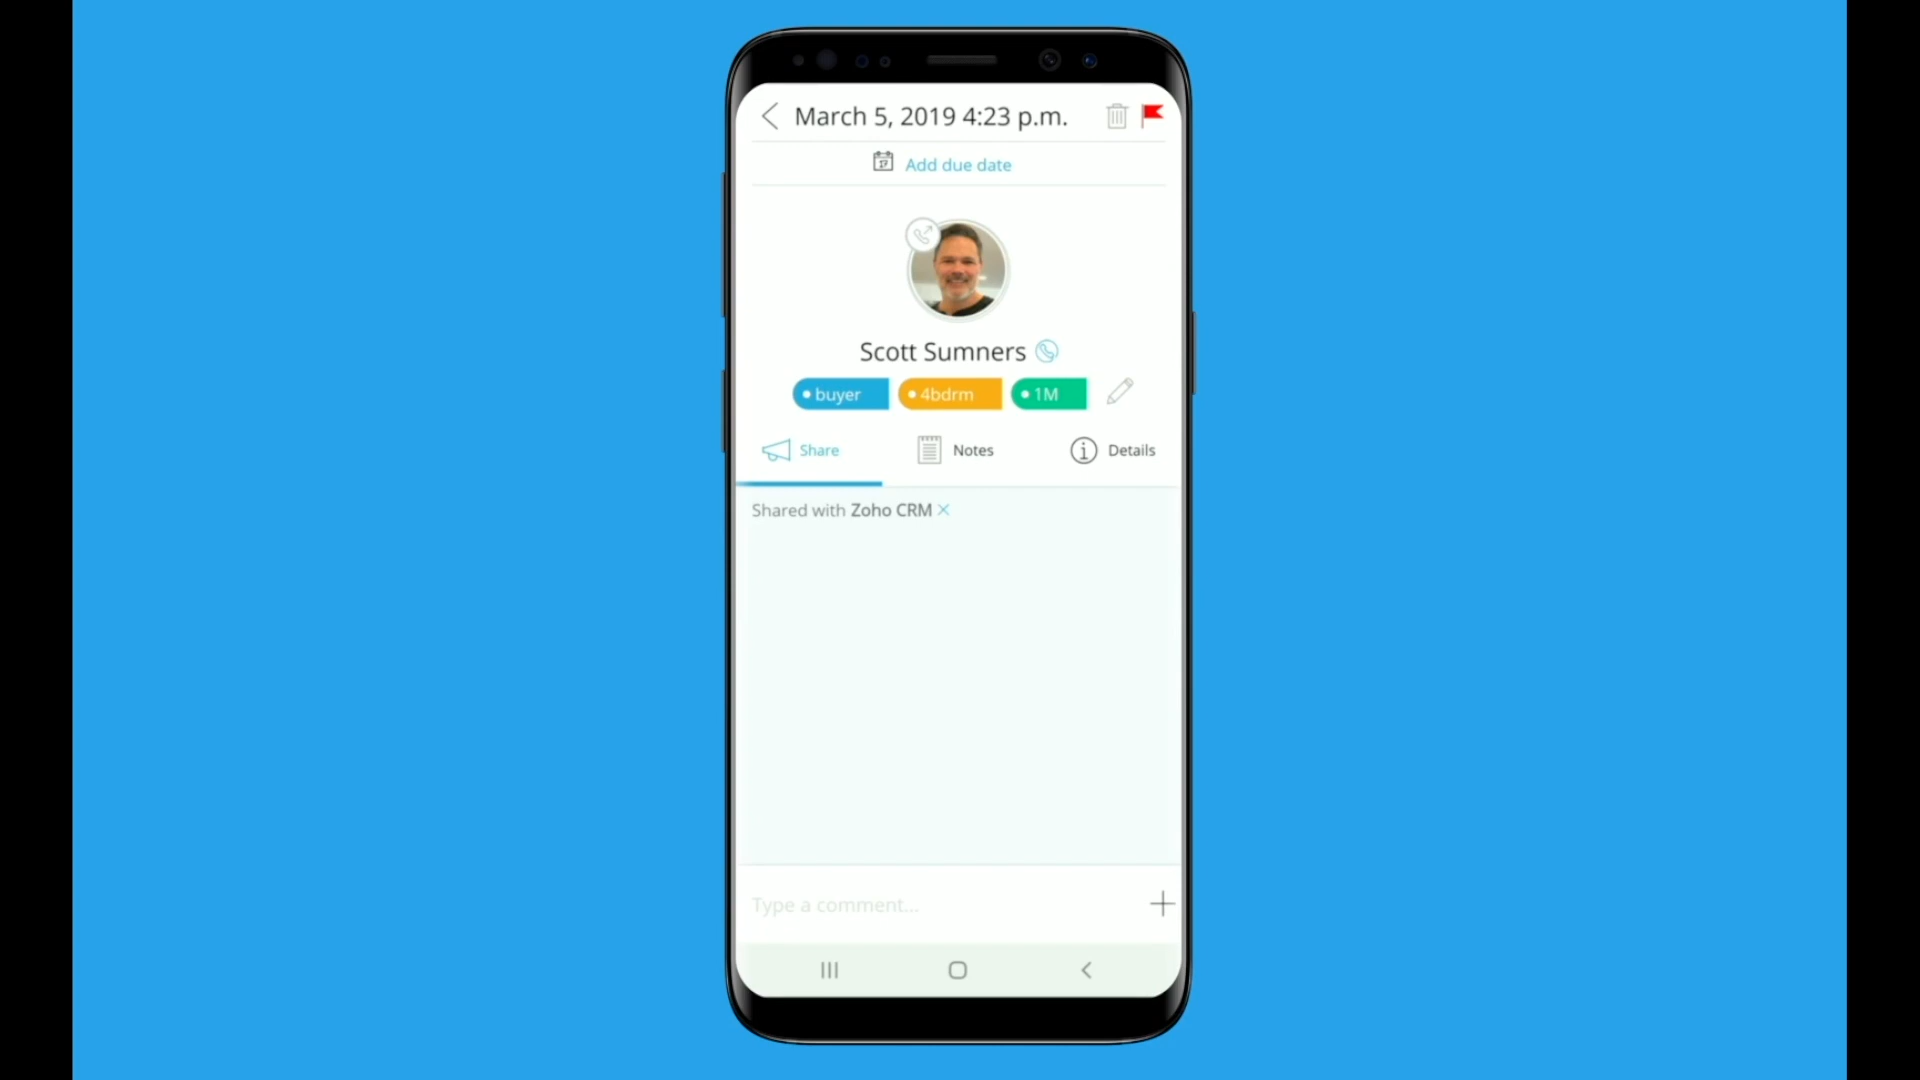 March 5, 2019 4:23 p.m.
17
Add due date
Scott Sumners
buyer 4bdrm 1M
Share Notes Details
Shared with Zoho CRM
Type a comment...